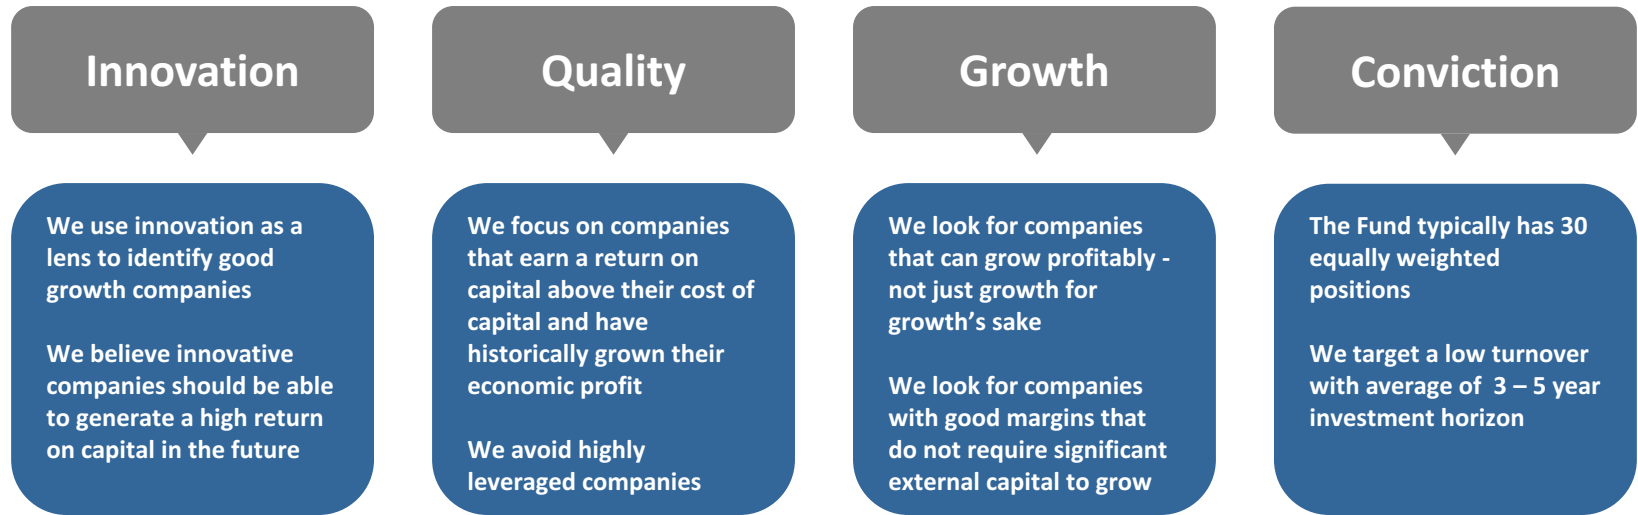 Innovation
We use innovation as a
lens to identify good
growth companies
We believe innovative
companies should be able
to generate a high return
on capital in the future
Quality
We focus on companies
that earn a return on
capital above their cost of
capital and have
historically grown their
economic profit
We avoid highly
leveraged companies
Growth
We look for companies
that can grow profitably -
not just growth for
growth’s sake
We look for companies
with good margins that
do not require significant
external capital to grow
Conviction
The Fund typically has 30
equally weighted
positions
We target a low turnover
with average of  3 – 5 year
investment horizon